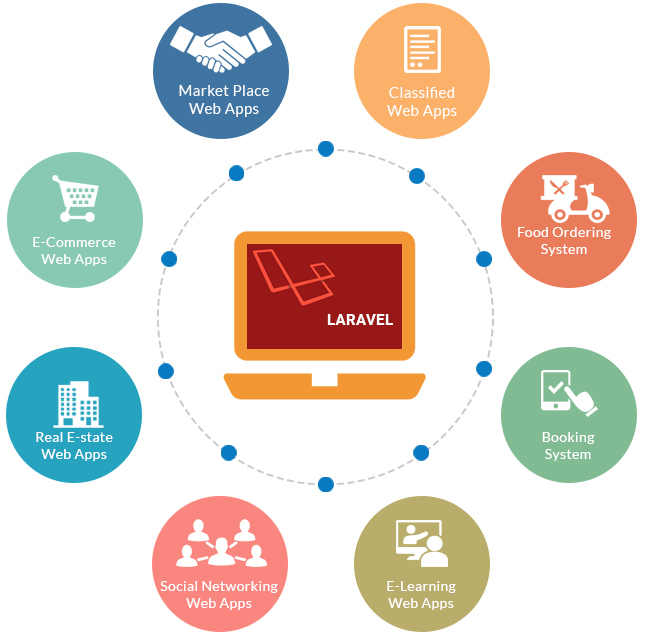 Market Place
Web Apps
Classified
Web Apps
E-Commerce
Web Apps
Food Ordering
System
LARAVEL
Real E-state
Web Apps
Booking
System
Social Networking
Web Apps
E-Learning
Web Apps